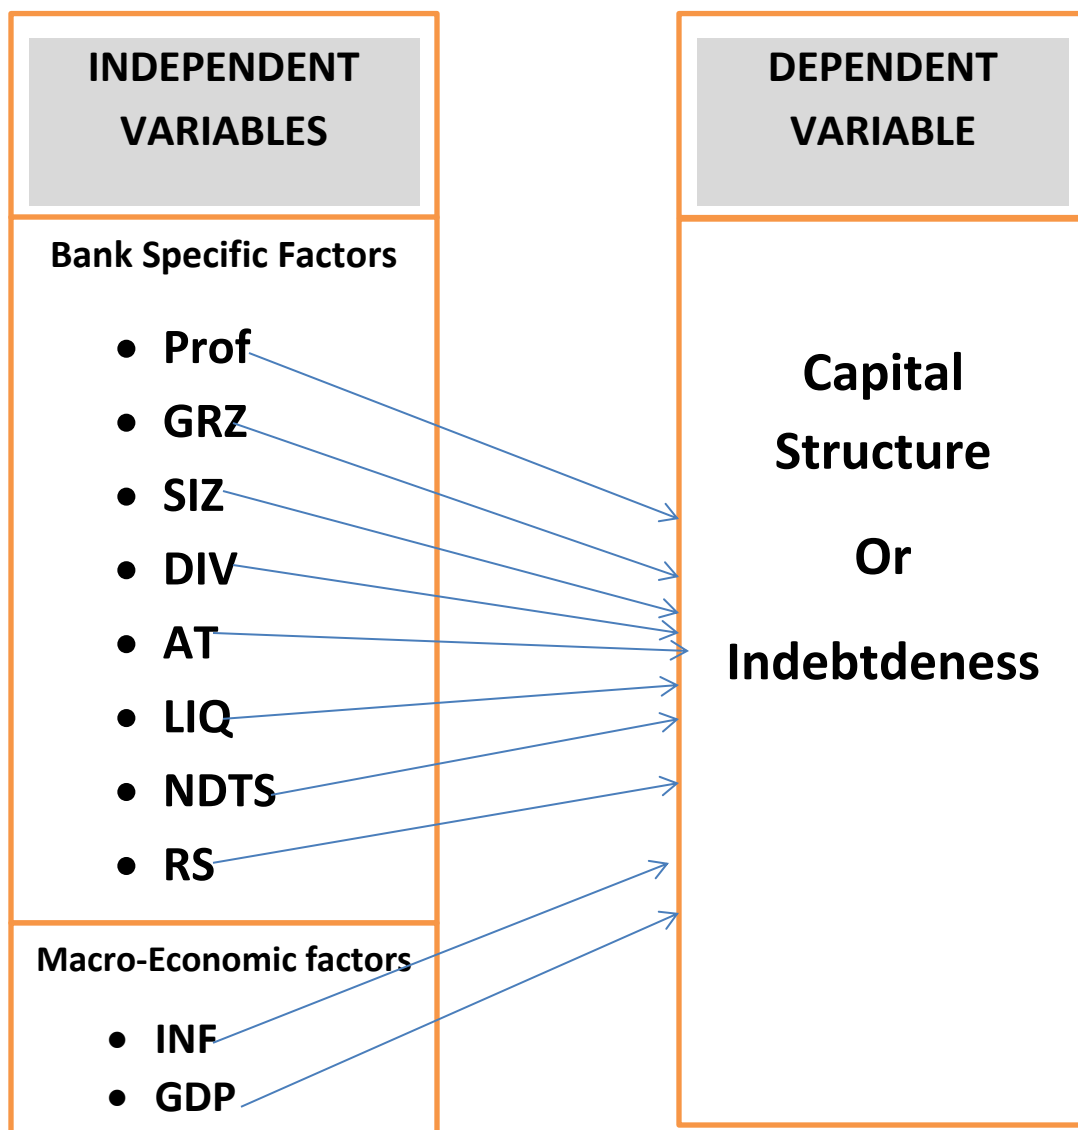 INDEPENDENT
VARIABLES
Bank Specific Factors
• Prof
• GRZ
• SIZ
• DIV
• AT
• LIQ
• NDTS
• RS
Macro-Economic factors
• INF
• GDP
DEPENDENT
VARIABLE
Capital
Structure
Or
Indebtdeness